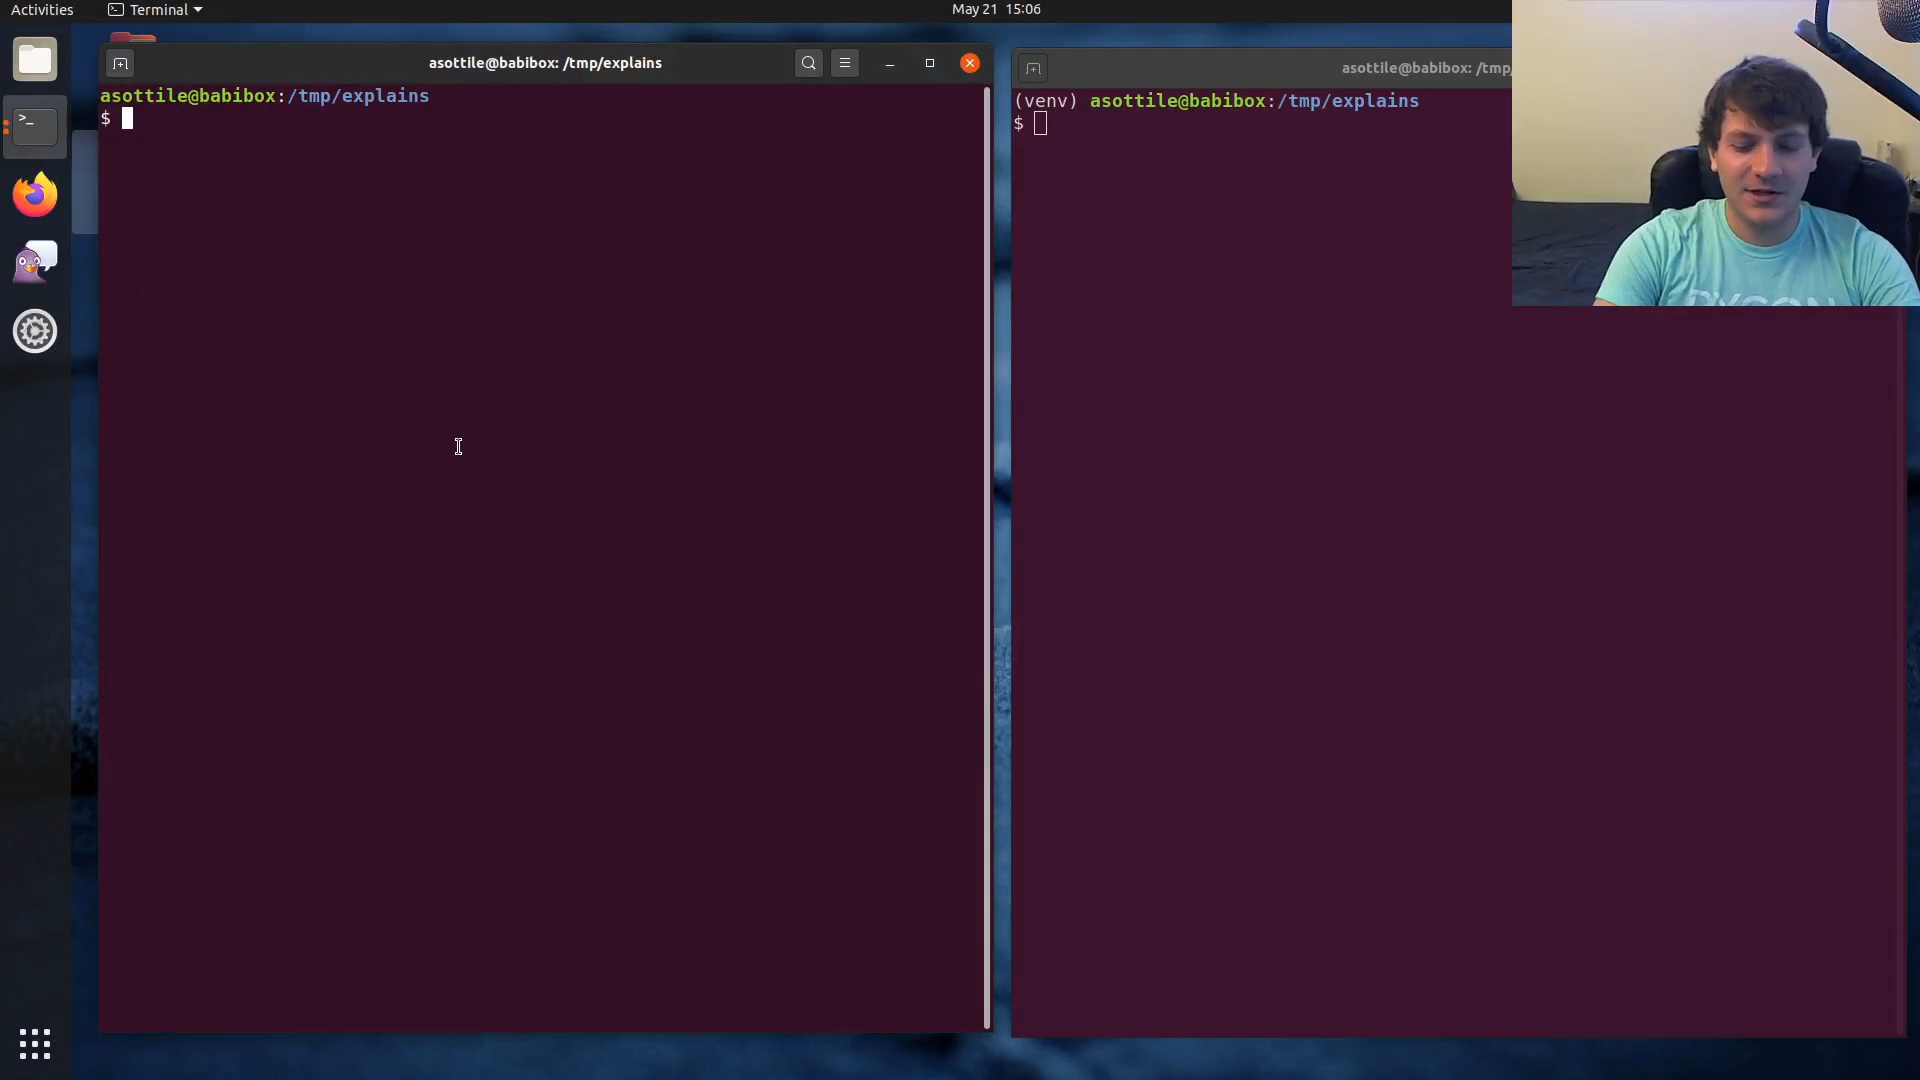 Activities
Terminal
May 21 15:06
asottile@babibox: /tmp/explains
asottile@babibox:/tmp/explains
$
asottile@babibox: /tmp/
(venv) asottile@babibox:/tmp/explains
$